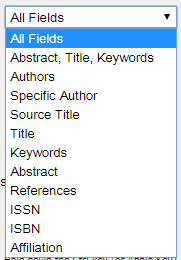 All Fields
All Fields
Abstract, Title, Keywords
Authors
Specific Author
Source Title
Title
Keywords
Abstract
References
ISSN
ISBN
Affiliation